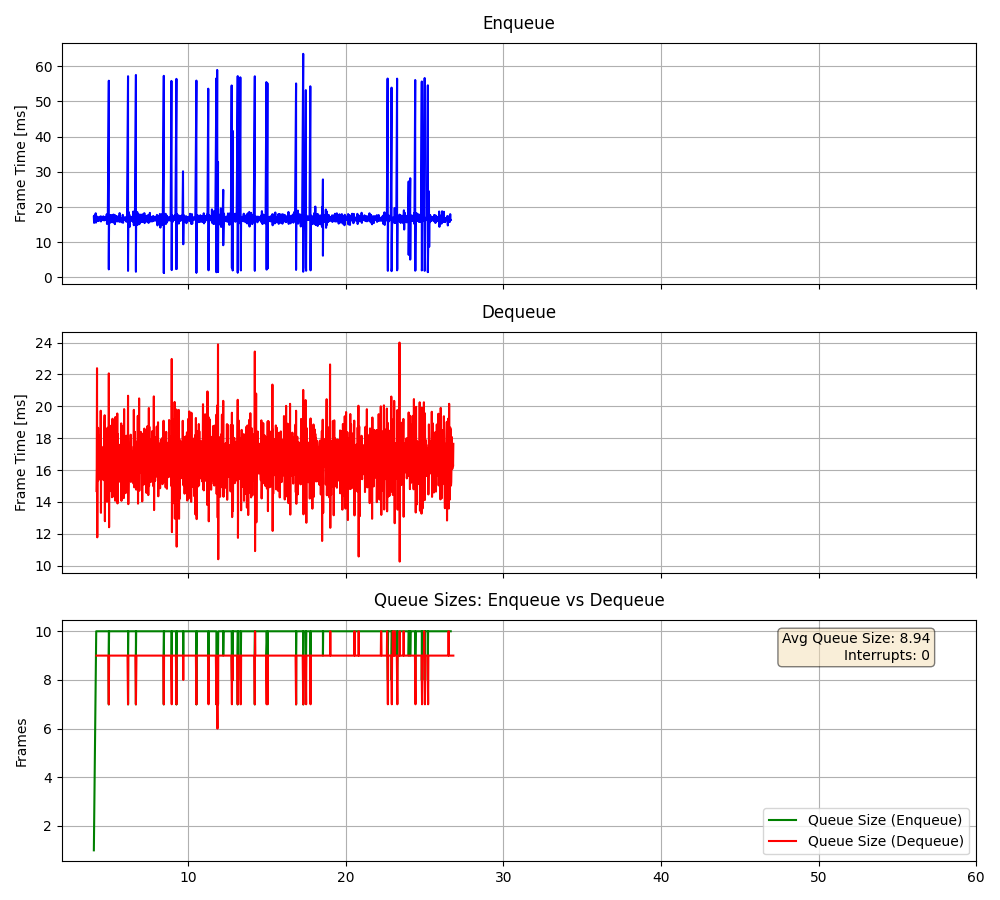 Enqueue
Frame Time [ms]
60
50
40
30
20
10
0
Dequeue
Frame Time [ms]
24
22
20
18
16
14
12
10
Queue Sizes: Enqueue vs Dequeue
Frames
10
8
6
4
2
Avg Queue Size: 8.94
Interrupts: 0
Queue Size (Enqueue)
Queue Size (Dequeue)
10 20 30 40 50 60